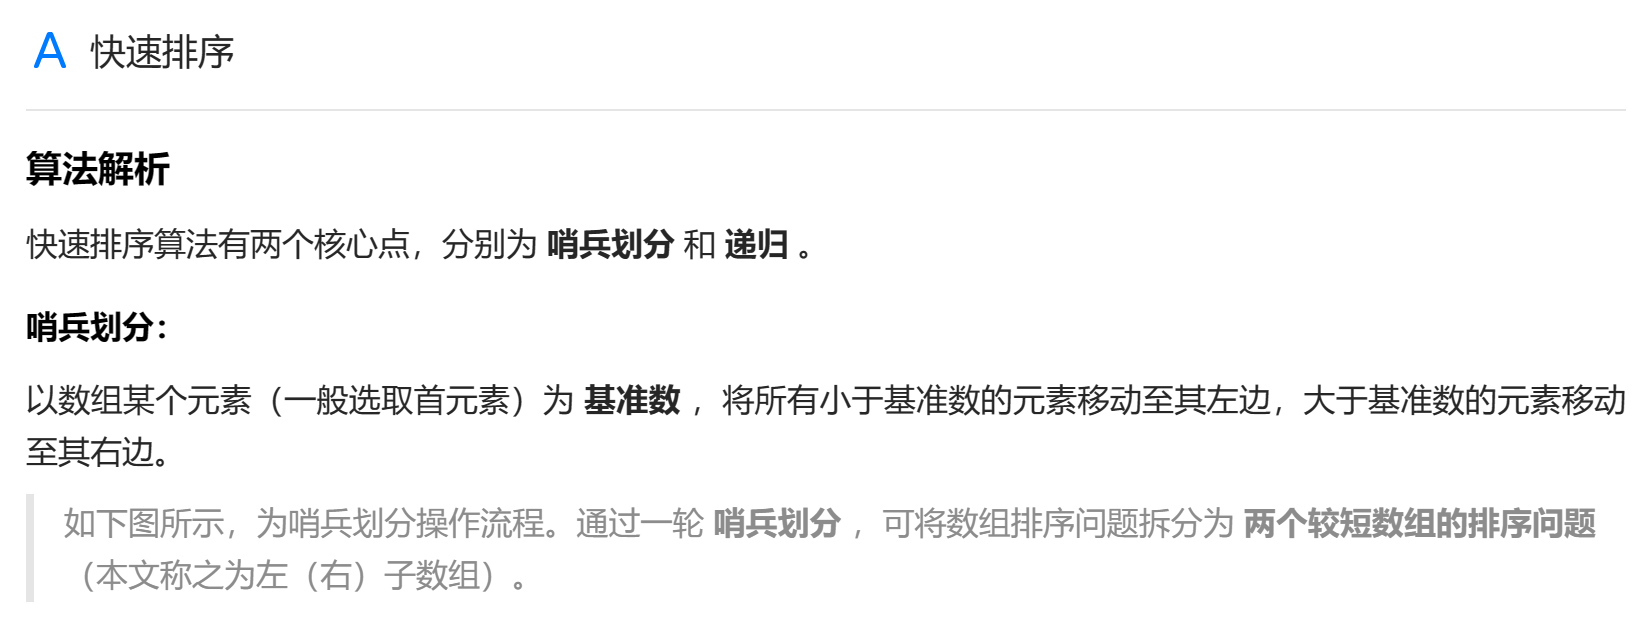 A 快速排序
算法解析
快速排序算法有两个核心点，分别为 哨兵划分 和 递归 。
哨兵划分：
以数组某个元素（一般选取首元素）为 基准数 ，将所有小于基准数的元素移动至其左边，大于基准数的元素移动
至其右边。
如下图所示，为哨兵划分操作流程。通过一轮 哨兵划分 ，可将数组排序问题拆分为 两个较短数组的排序问题
（本文称之为左（右）子数组）。